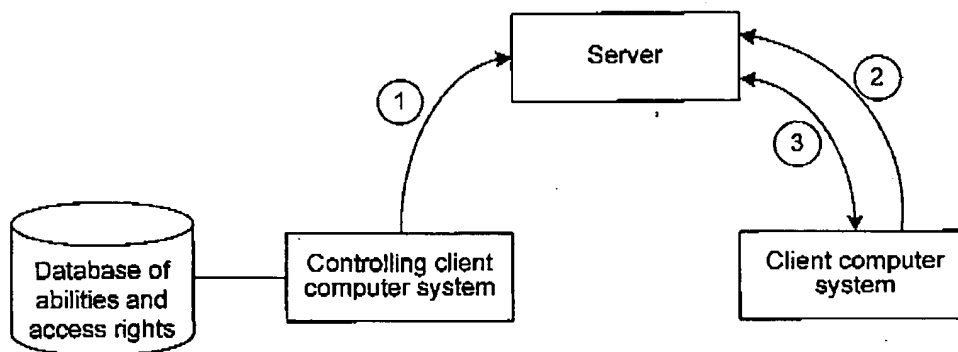 Server
1
2
3
Database of
abilities and
access rights
Controlling client
computer system
Client computer
system